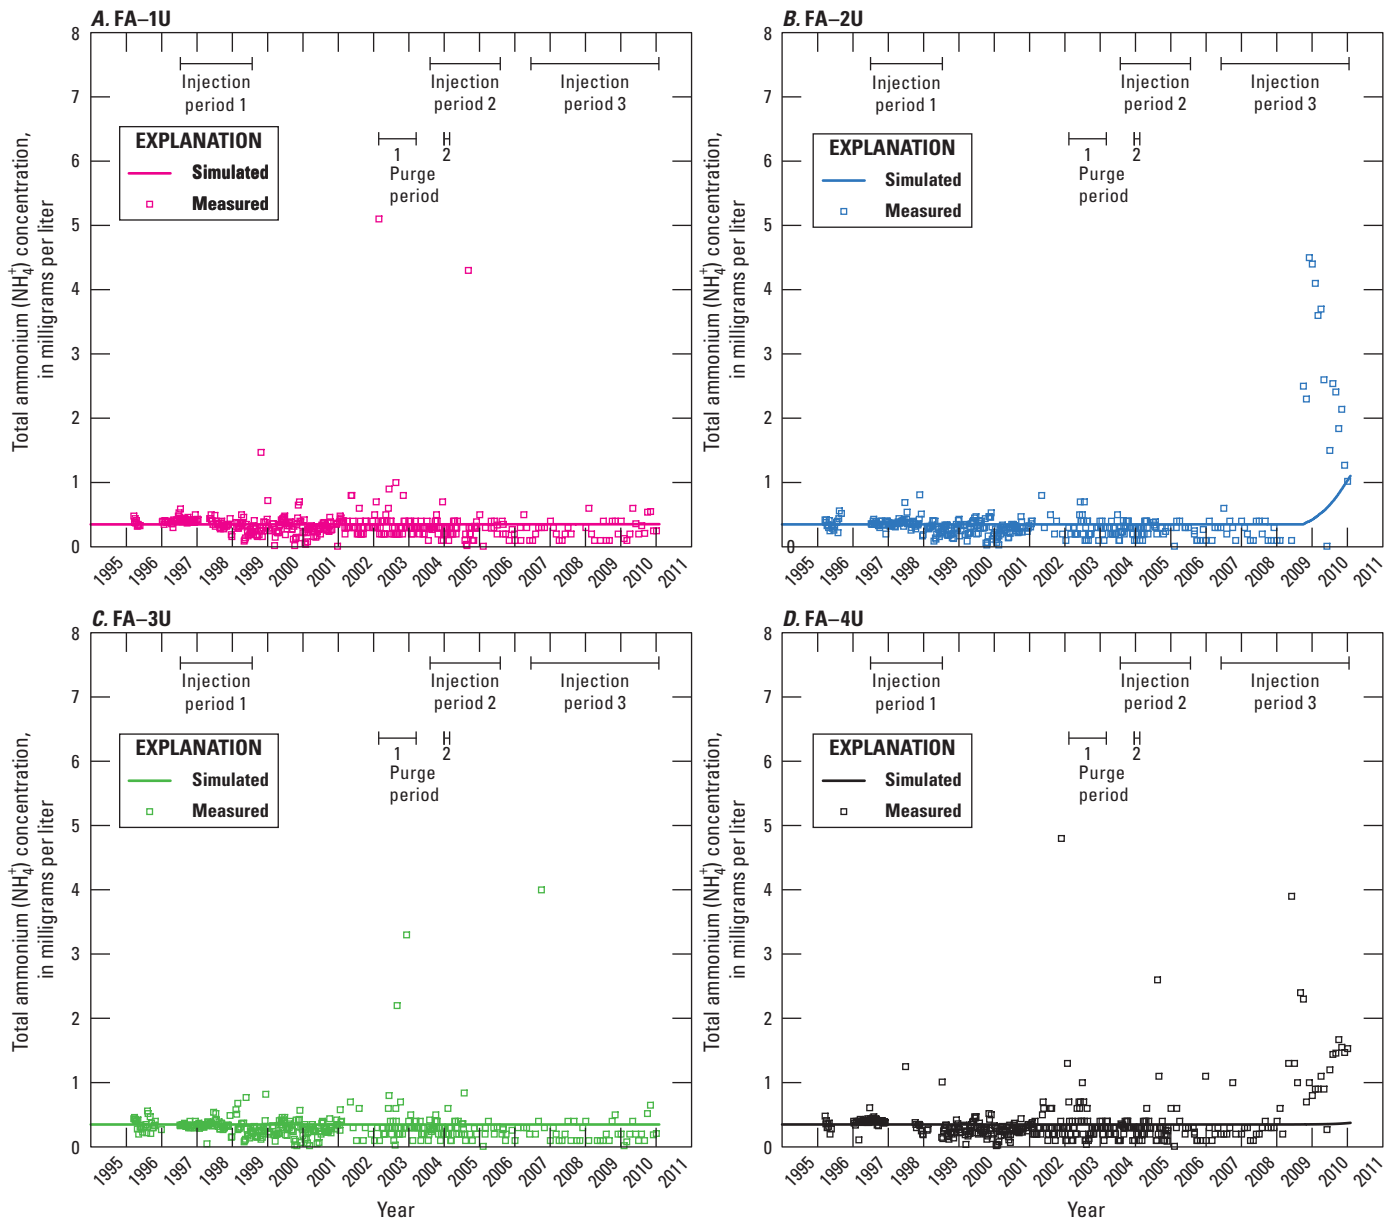 A. FA–1U
8
7
6
5
4
3
2
1
0
Total ammonium (NH4+) concentration,
in milligrams per liter
Injection
period 1
Injection
period 2
Injection
period 3
1
2
Purge
period
EXPLANATION
Simulated
Measured
1995
1996
1997
1998
1999
2000
2001
2002
2003
2004
2005
2006
2007
2008
2009
2010
2011
B. FA–2U
8
7
6
5
4
3
2
1
0
Total ammonium (NH4+) concentration,
in milligrams per liter
Injection
period 1
Injection
period 2
Injection
period 3
1
2
Purge
period
EXPLANATION
Simulated
Measured
1995
1996
1997
1998
1999
2000
2001
2002
2003
2004
2005
2006
2007
2008
2009
2010
2011
C. FA–3U
8
7
6
5
4
3
2
1
0
Total ammonium (NH4+) concentration,
in milligrams per liter
Injection
period 1
Injection
period 2
Injection
period 3
1
2
Purge
period
EXPLANATION
Simulated
Measured
1995
1996
1997
1998
1999
2000
2001
2002
2003
2004
2005
2006
2007
2008
2009
2010
2011
Year
D. FA–4U
8
7
6
5
4
3
2
1
0
Total ammonium (NH4+) concentration,
in milligrams per liter
Injection
period 1
Injection
period 2
Injection
period 3
1
2
Purge
period
EXPLANATION
Simulated
Measured
1995
1996
1997
1998
1999
2000
2001
2002
2003
2004
2005
2006
2007
2008
2009
2010
2011
Year